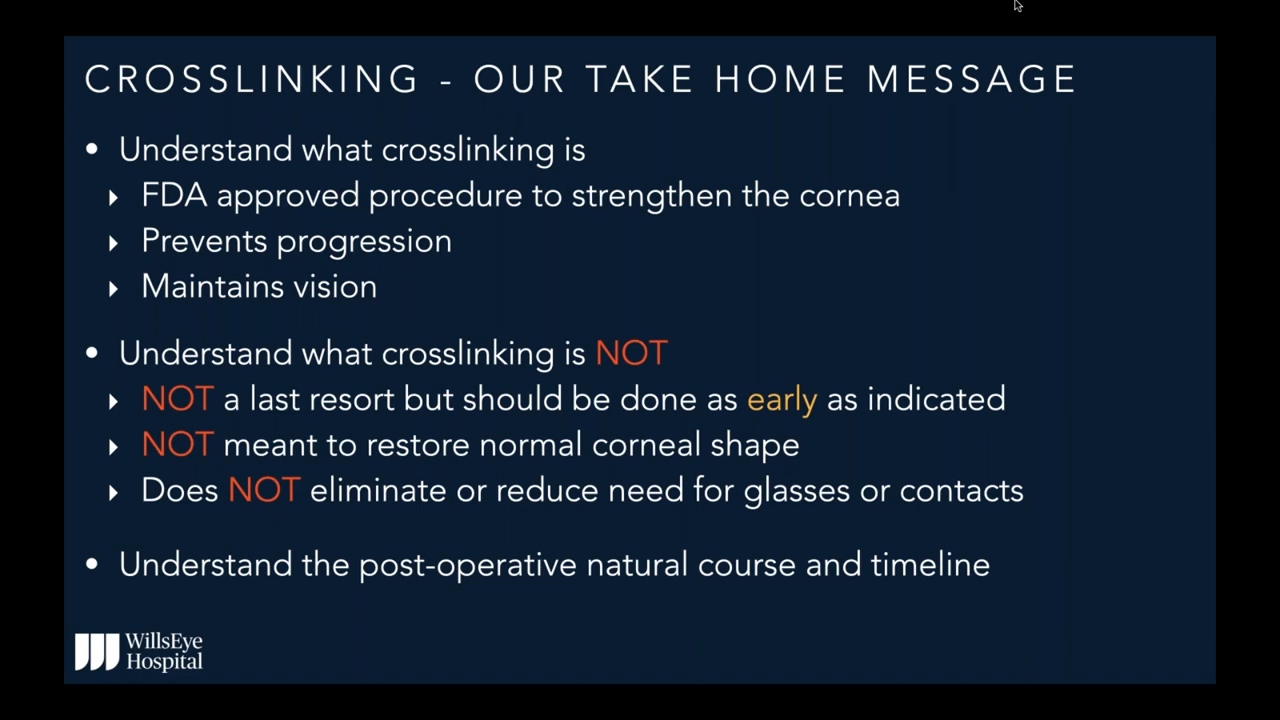 CROSSLINKING - OUR TAKE HOME MESSAGE
• Understand what crosslinking is
‣ FDA approved procedure to strengthen the cornea
‣ Prevents progression
‣ Maintains vision
• Understand what crosslinking is NOT
‣ NOT a last resort but should be done as early as indicated
‣ NOT meant to restore normal corneal shape
‣ Does NOT eliminate or reduce need for glasses or contacts
• Understand the post-operative natural course and timeline
WillsEye
Hospital